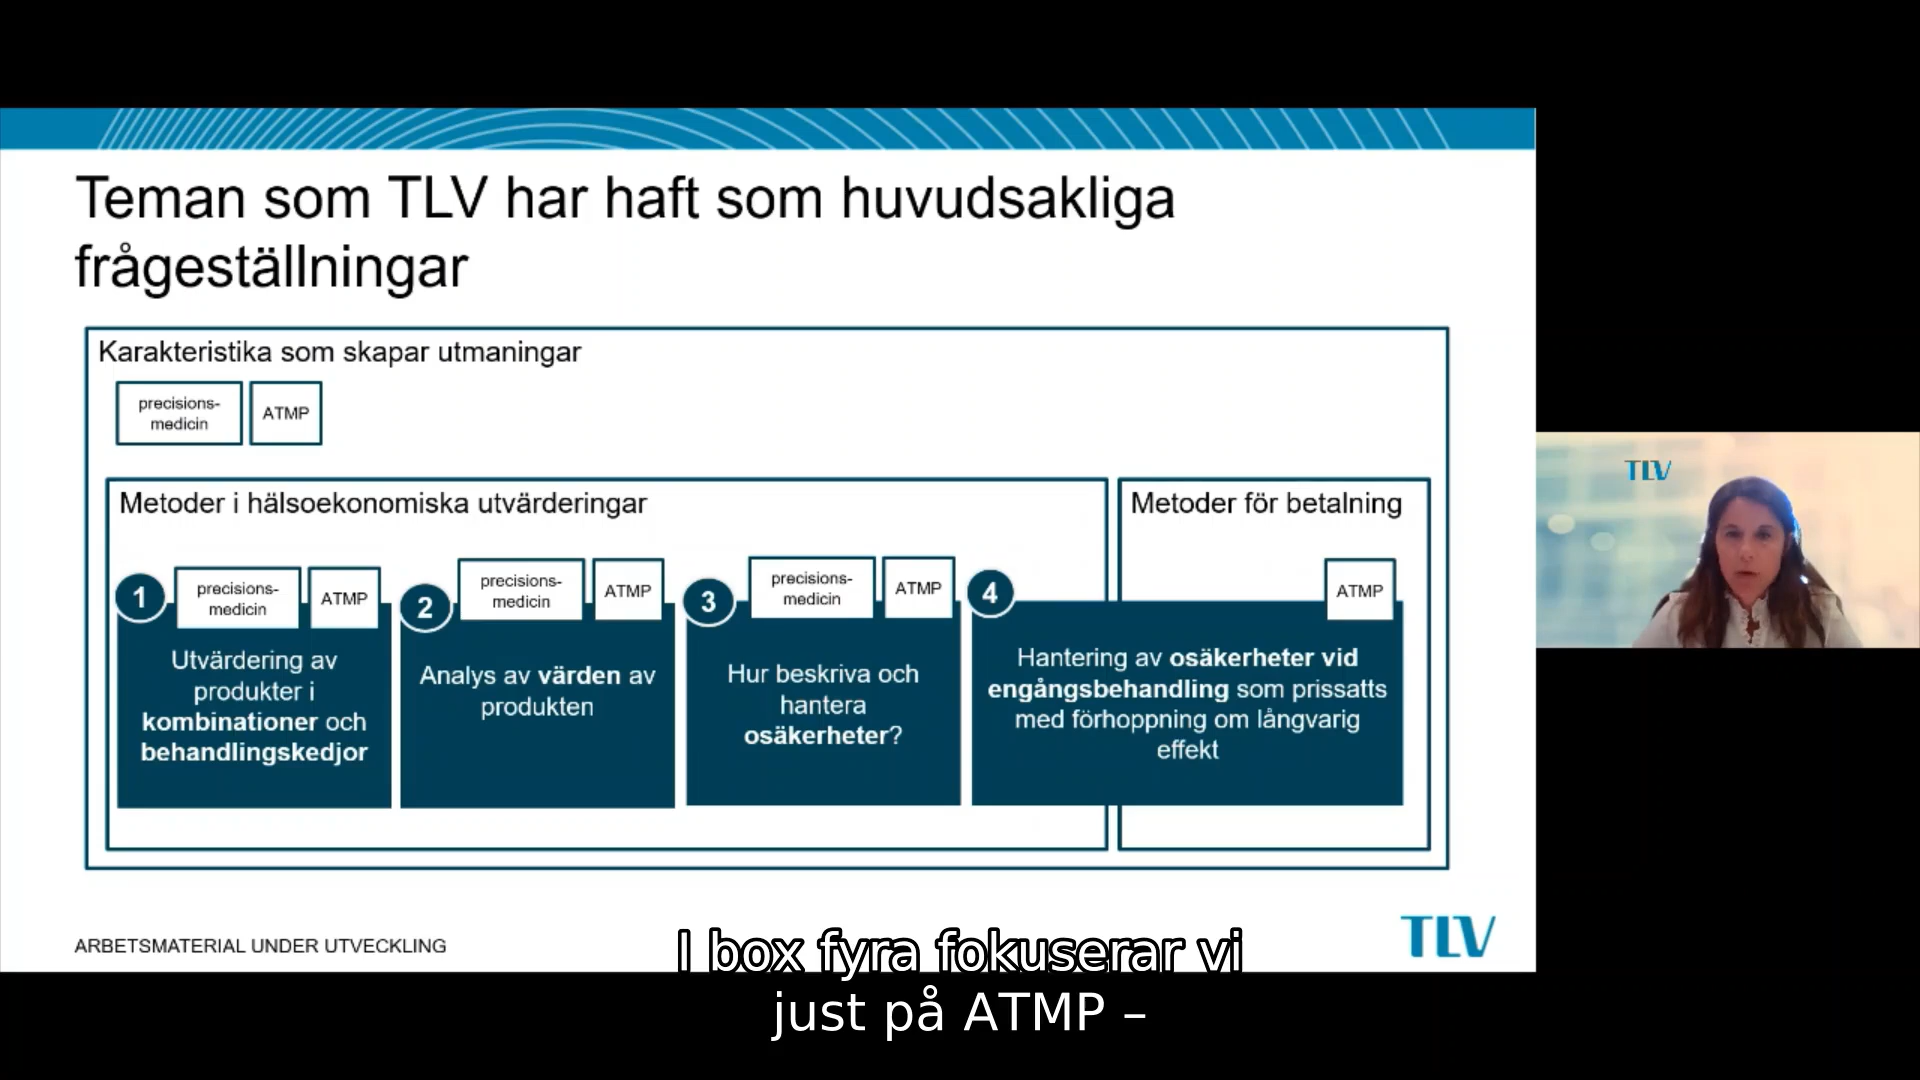 Teman som TLV har haft som huvudsakliga
frågeställningar
Karakteristika som skapar utmaningar
precisions-
medicin
ATMP
Metoder i hälsoekonomiska utvärderingar
Metoder för betalning
1
precisions-
medicin
ATMP
Utvärdering av
produkter i
kombinationer och
behandlingskedjor
2
precisions-
medicin
ATMP
Analys av värden av
produkten
3
precisions-
medicin
ATMP
Hur beskriva och
hantera
osäkerheter?
4
ATMP
Hantering av osäkerheter vid
engångsbehandling som prissatts
med förhoppning om långvarig
effekt
TLV
ARBETSMATERIAL UNDER UTVECKLING
TLV
I box fyra fokuserar vi
just på ATMP –